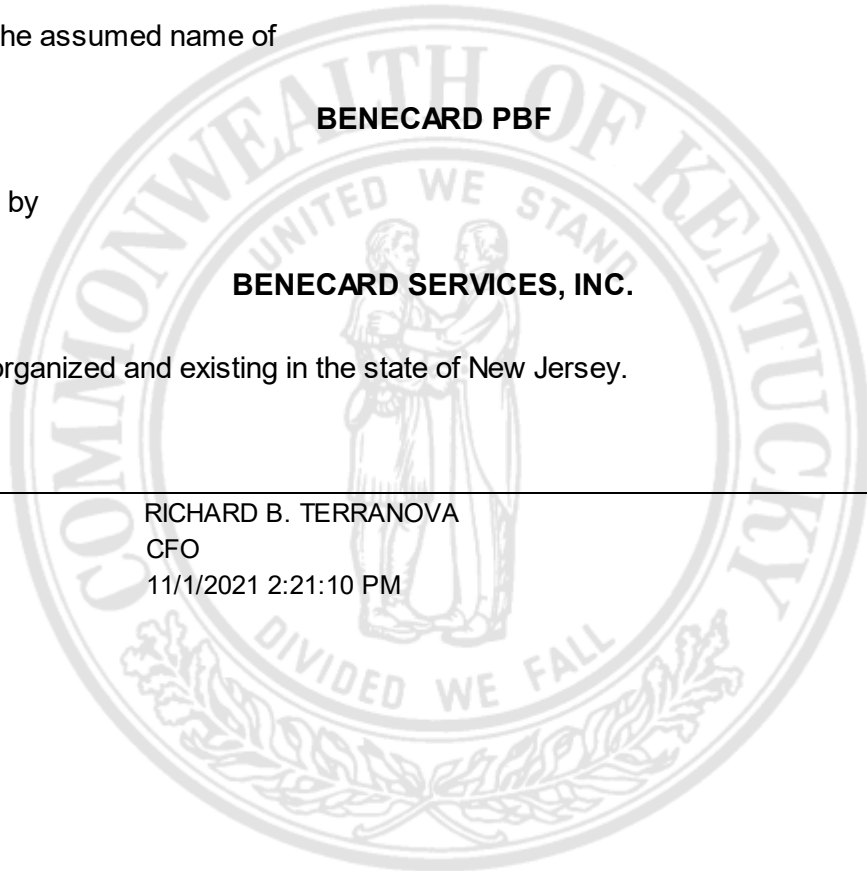 he assumed name of
BENECARD PBF
by
BENECARD SERVICES, INC.
organized and existing in the state of New Jersey.
RICHARD B. TERRANOVA
CFO
11/1/2021 2:21:10 PM
COMMONWEALTH OF KENTUCKY
UNITED WE STAND
DIVIDED WE FALL